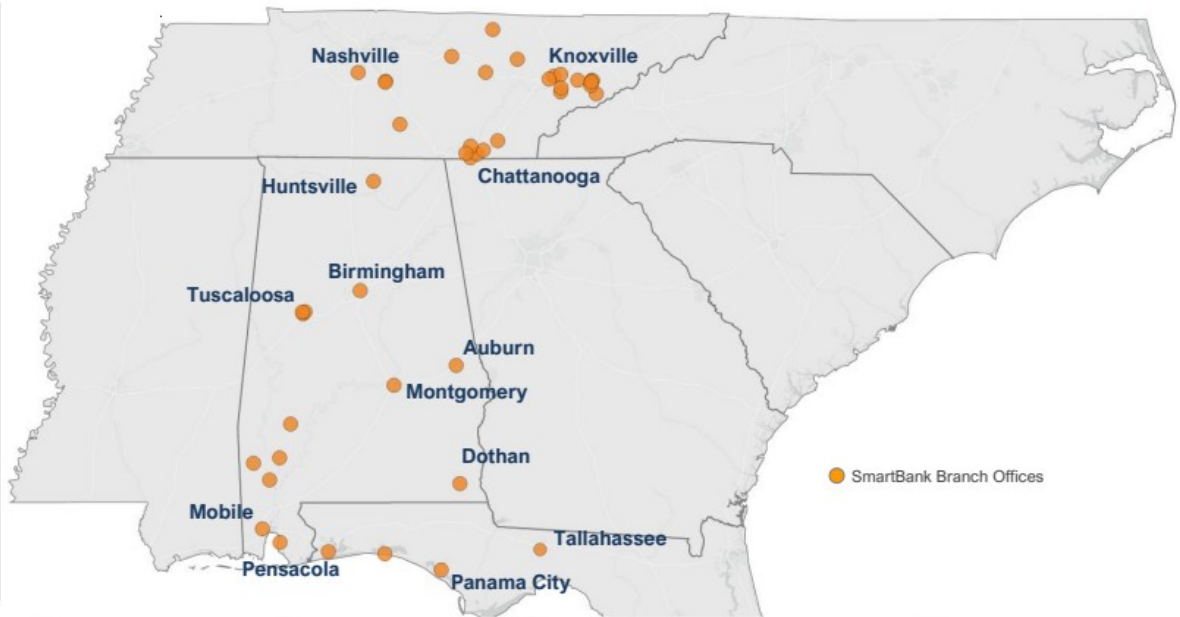 Nashville
Knoxville
Chattanooga
Huntsville
Birmingham
Tuscaloosa
Auburn
Montgomery
Dothan
SmartBank Branch Offices
Mobile
Tallahassee
Pensacola
Panama City